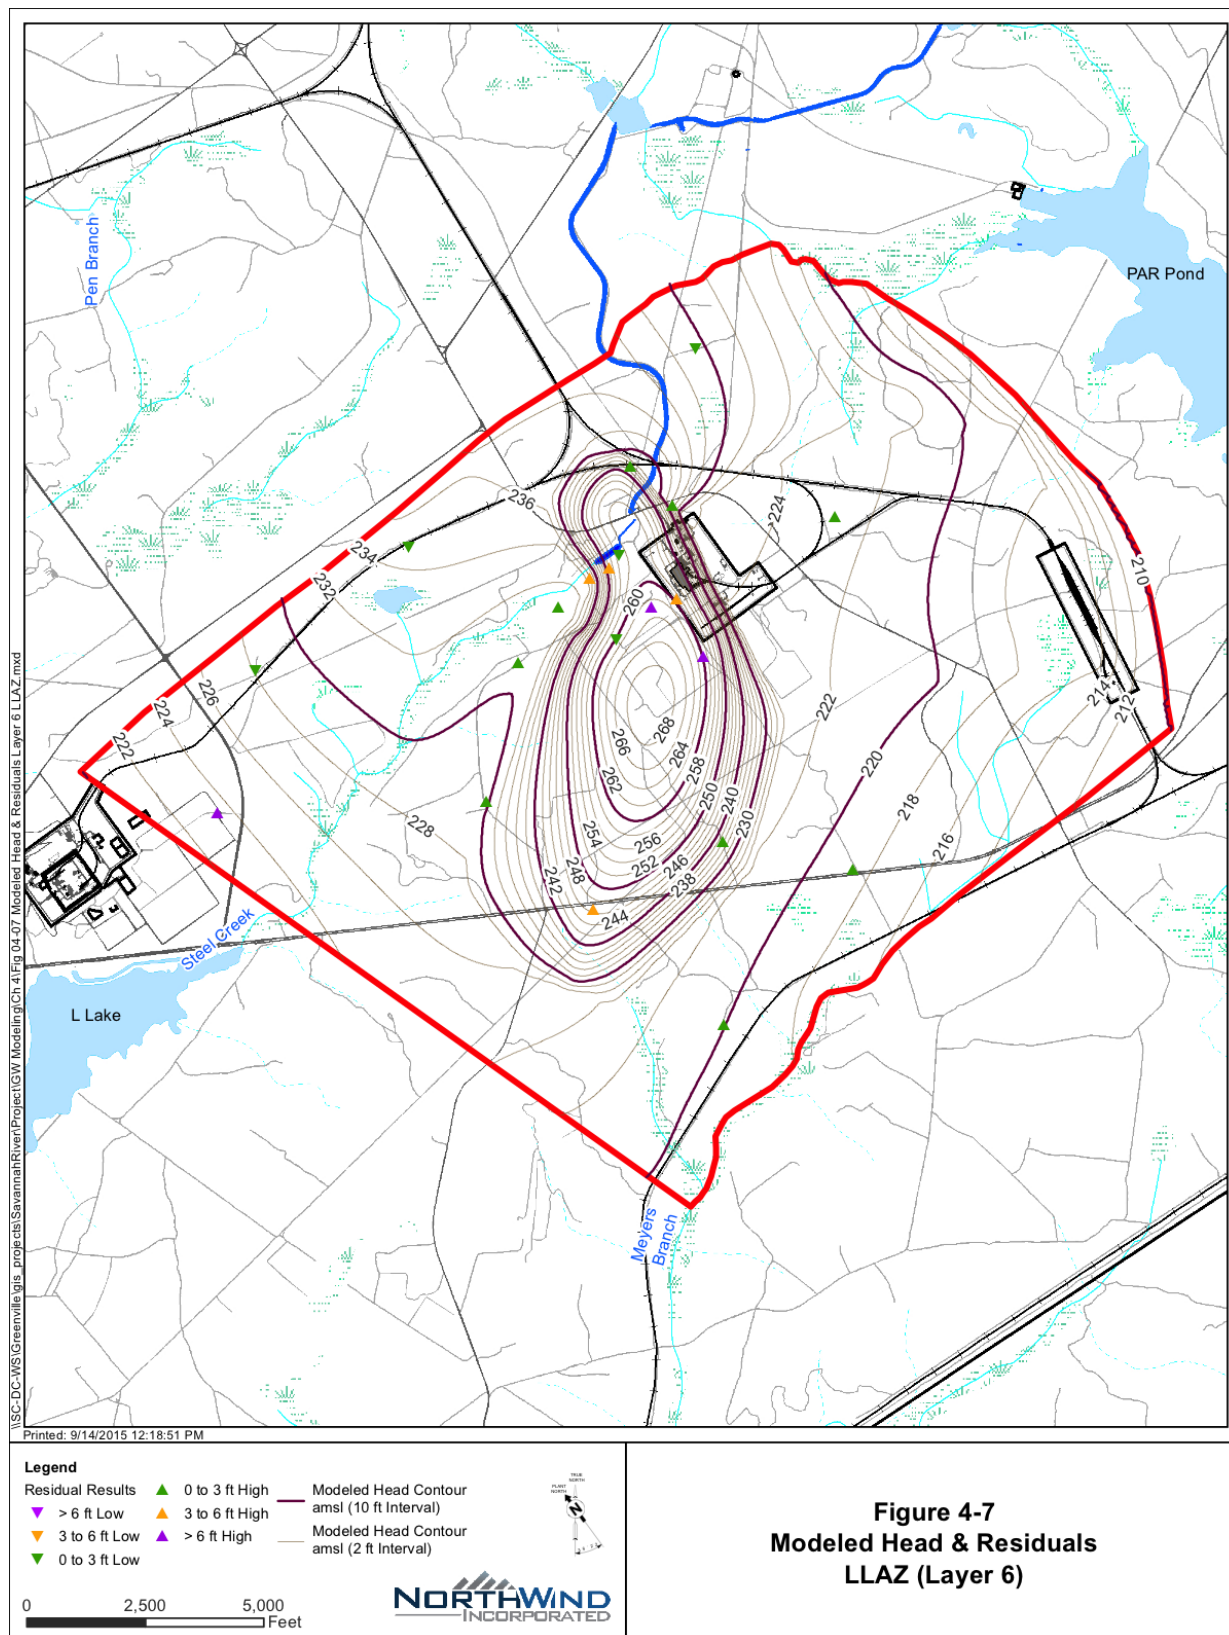 Pen Branch
PAR Pond
236
234
232
226
224
222
224
260
210
222
220
214
212
218
216
268
266
264
262
258
250
240
230
254
256
252
246
248
238
242
244
228
Steel Creek
L Lake
Meyers
Branch
\\SC-DC-WS\Greenville\gis_projects\SavannahRiver\Project\GW Modeling\Ch 4\Fig 04-07 Modeled Head & Residuals Layer 6 LLAZ.mxd
Printed: 9/14/2015 12:18:51 PM
Legend
Residual Results
> 6 ft Low
3 to 6 ft Low
0 to 3 ft Low
0 to 3 ft High
3 to 6 ft High
> 6 ft High
Modeled Head Contour
amsl (10 ft Interval)
Modeled Head Contour
amsl (2 ft Interval)
TRUE
NORTH
PLANT
NORTH
N
0 2,500 5,000
Feet
NORTHWIND
INCORPORATED
Figure 4-7
Modeled Head & Residuals
LLAZ (Layer 6)